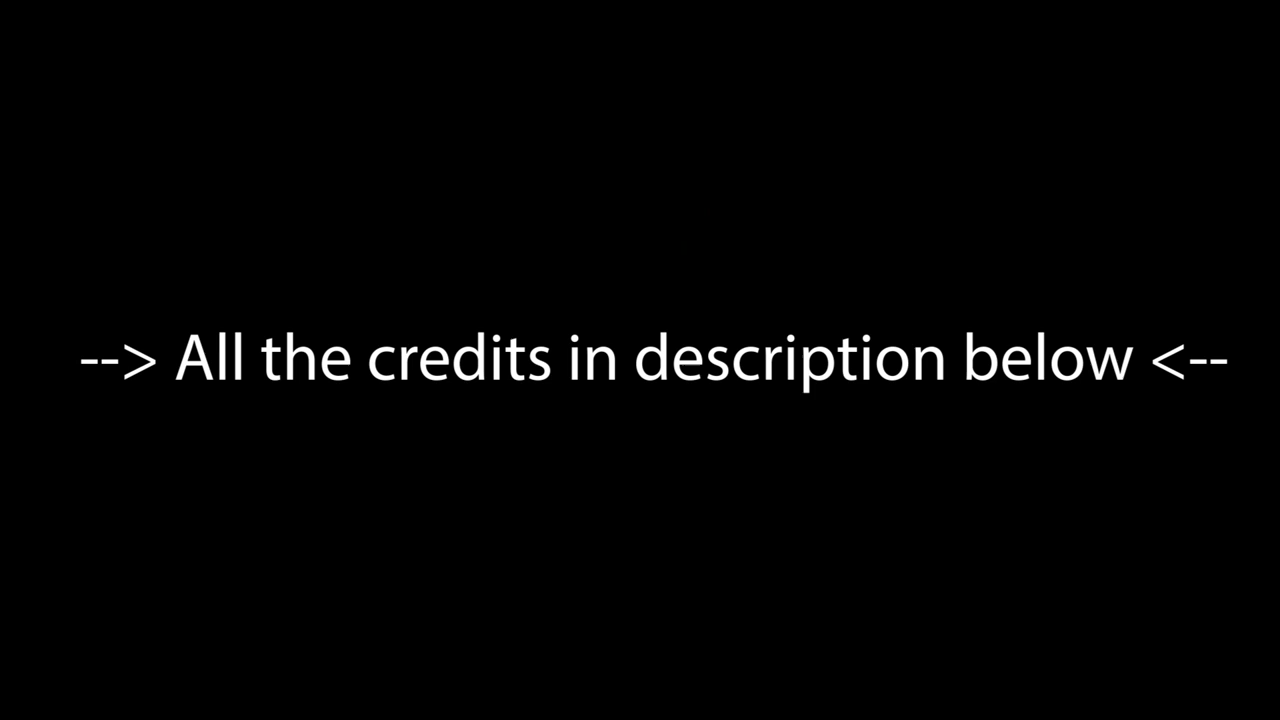 --> All the credits in description below <--